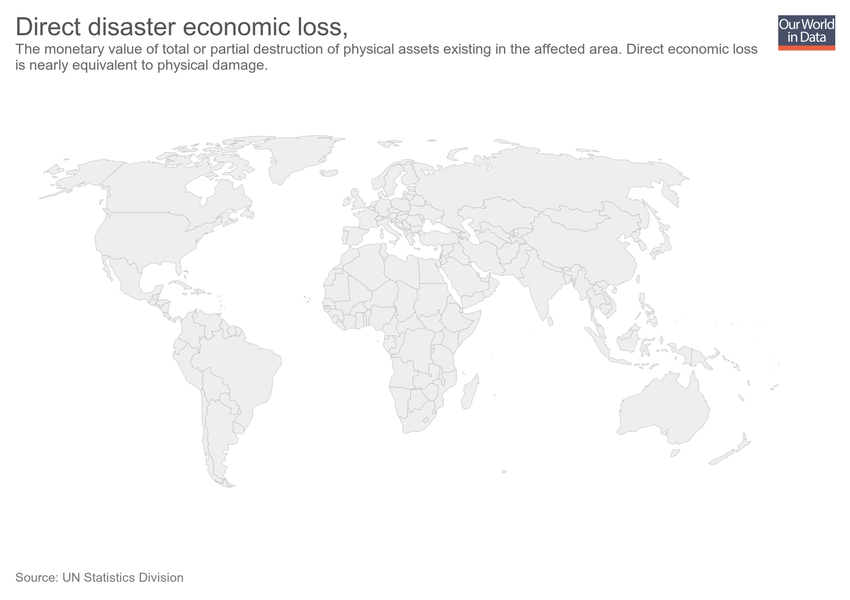 Direct disaster economic loss,
The monetary value of total or partial destruction of physical assets existing in the affected area. Direct economic loss
is nearly equivalent to physical damage.
Our World
in Data
Source: UN Statistics Division